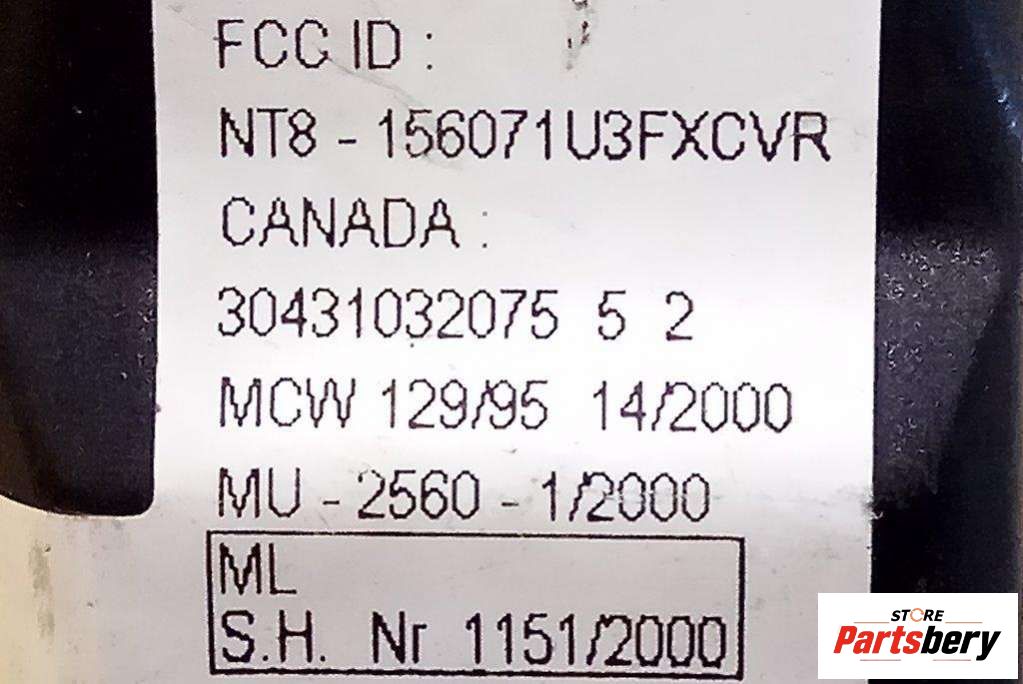 FCC ID :
NT8 - 156071U3FXCVR
CANADA :
30431032075 5 2
MCW 129/95 14/2000
MU - 2560 - 1/2000
ML
S.H. Nr 1151/2000
STORE
Partsbery